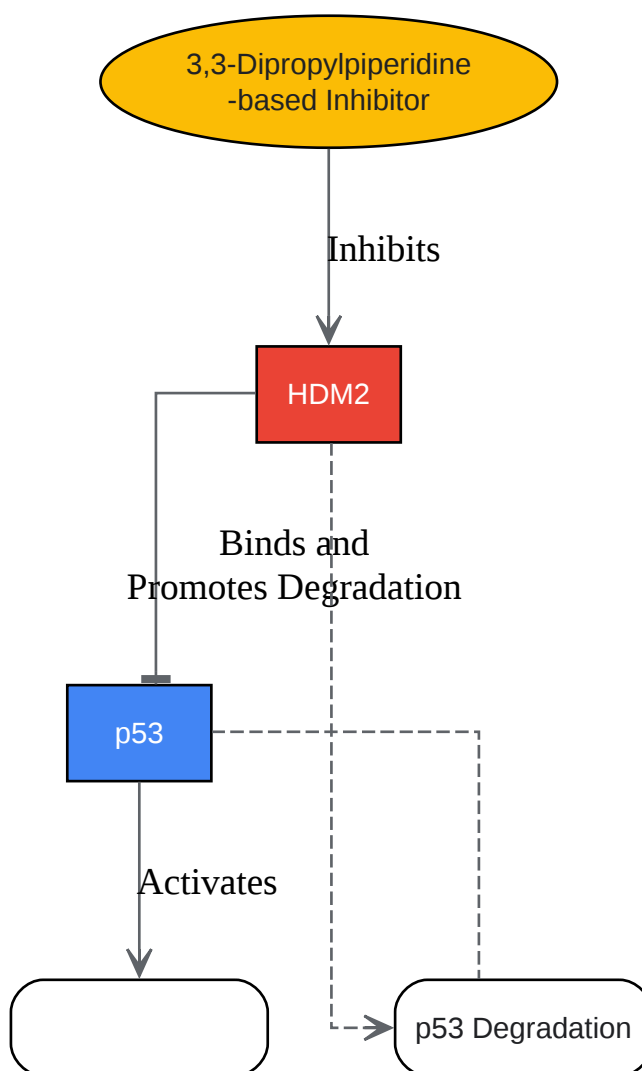 3,3-Dipropylpiperidine
-based Inhibitor
Inhibits
HDM2
Binds and
Promotes Degradation
p53
Activates
p53 Degradation